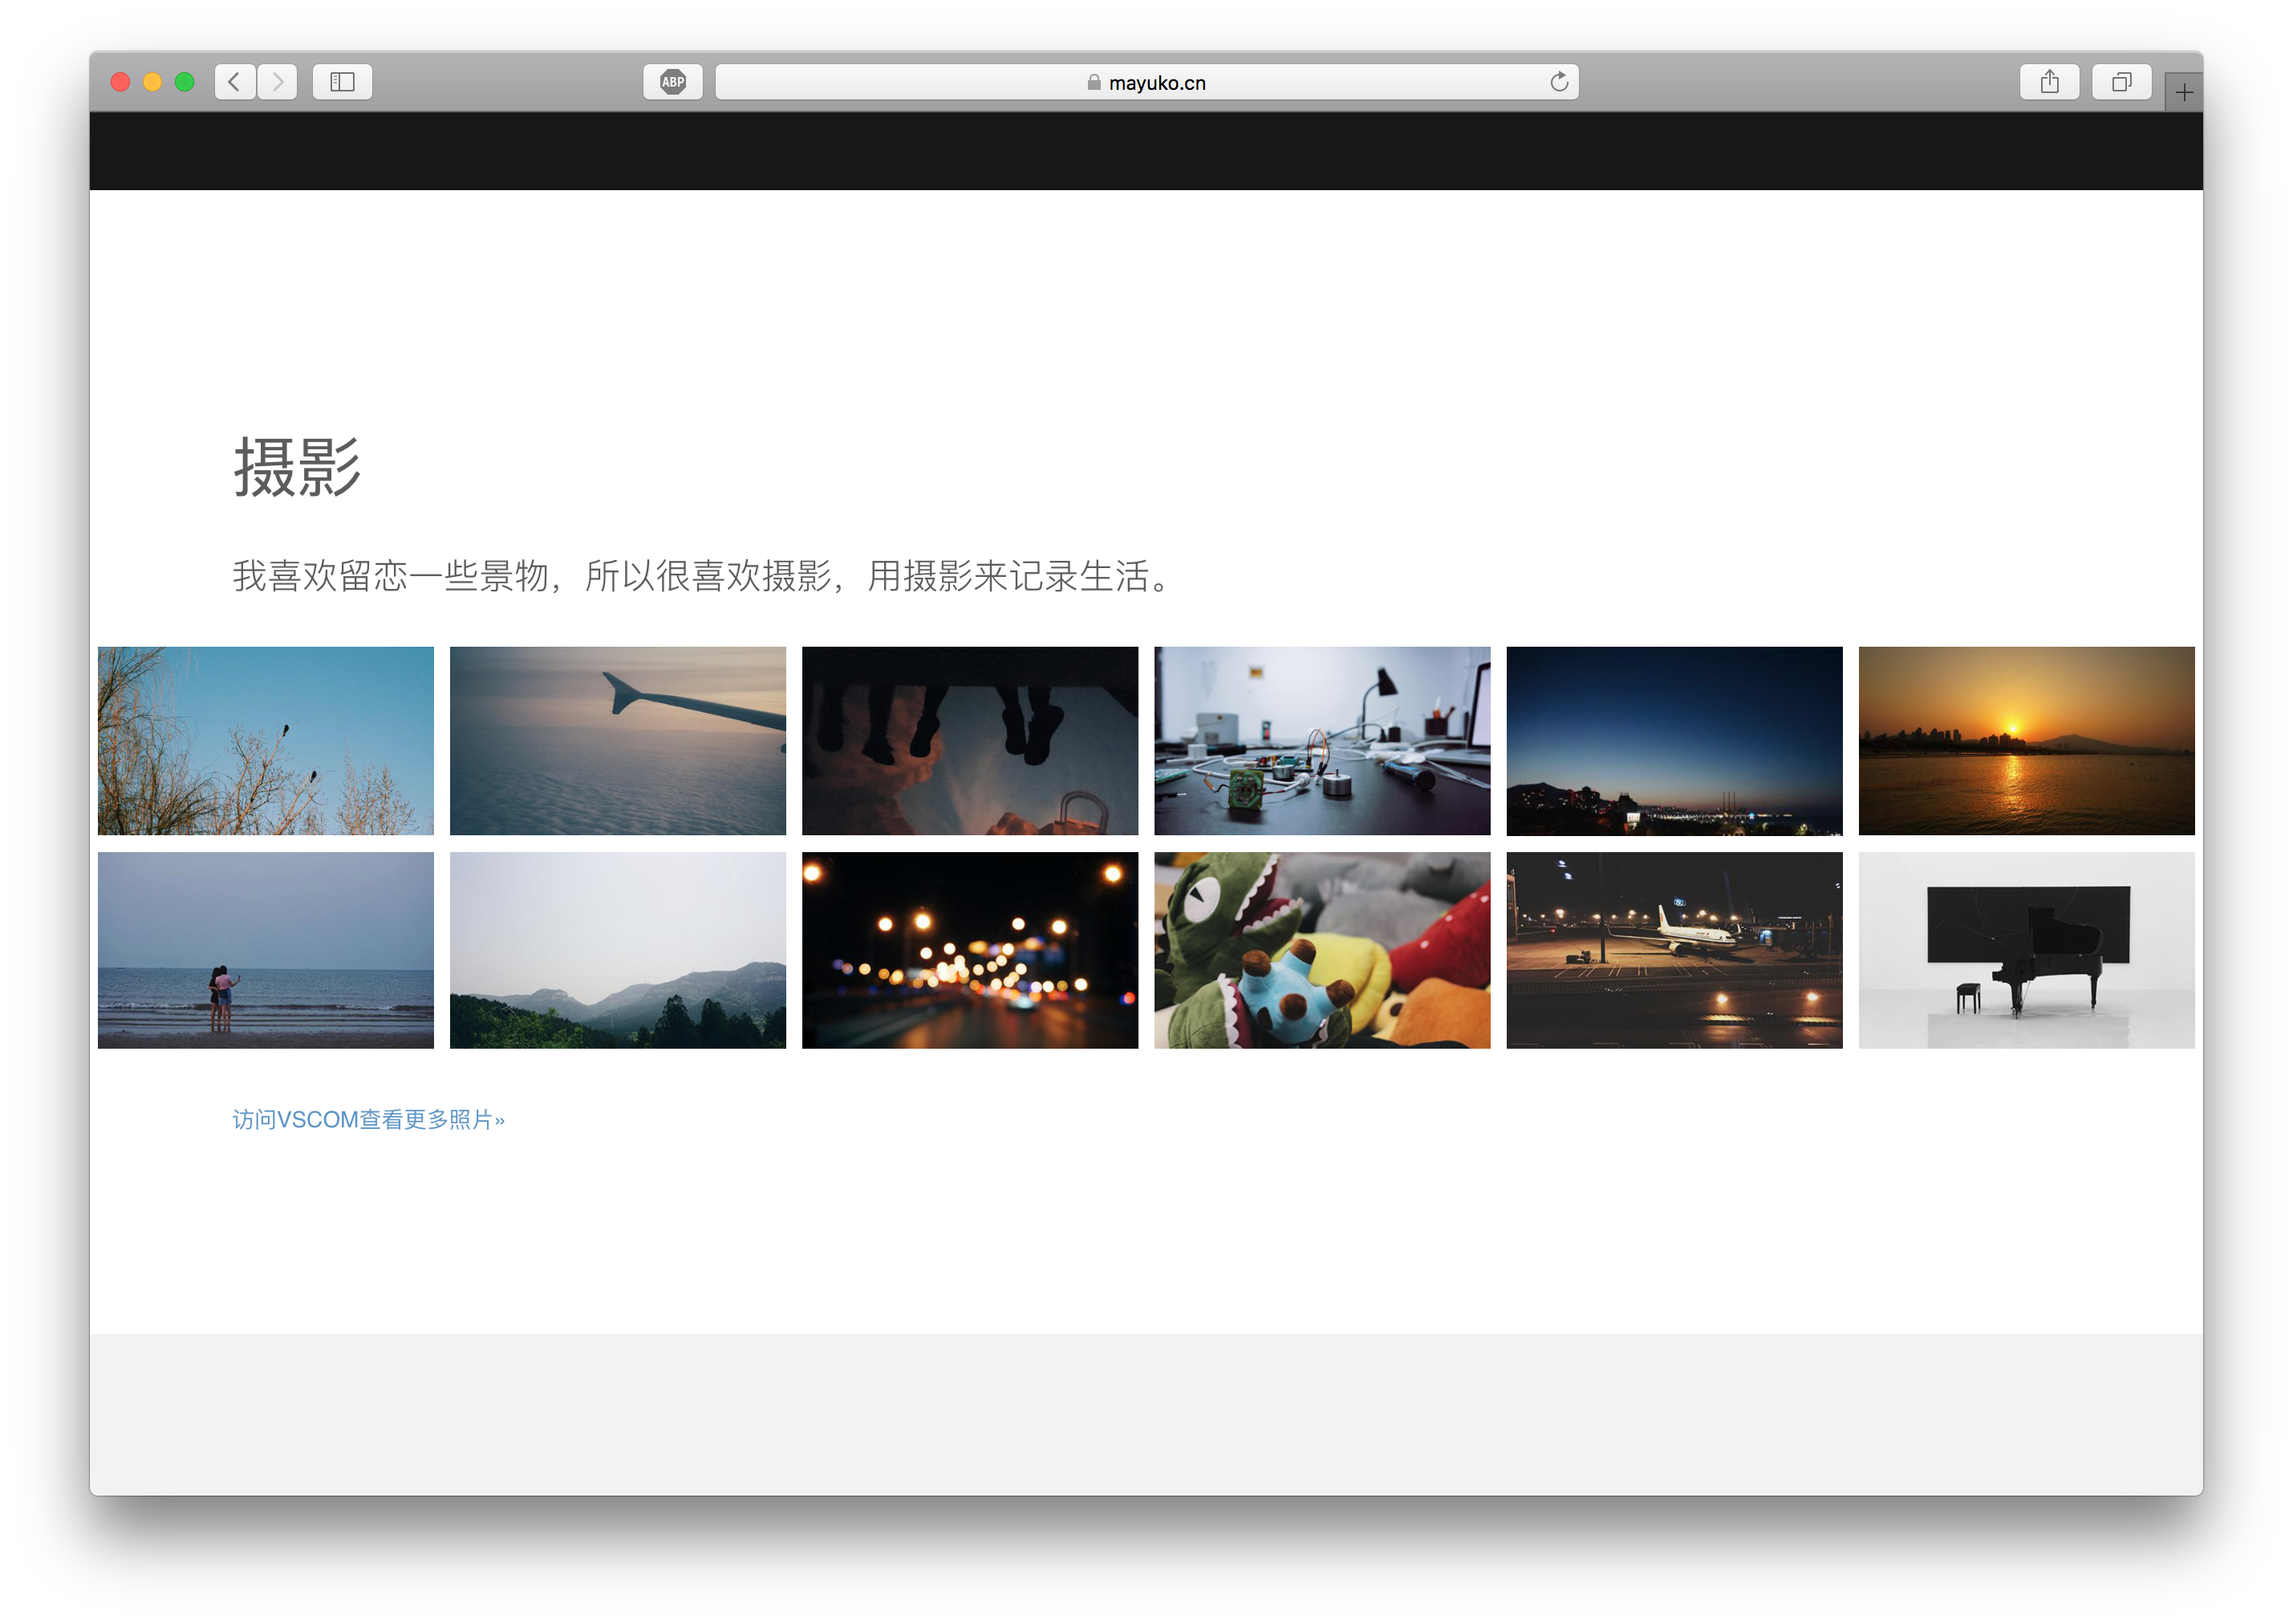 ABP
mayuko.cn
摄影
我喜欢留恋一些景物，所以很喜欢摄影，用摄影来记录生活。
访问VSCOM查看更多照片»